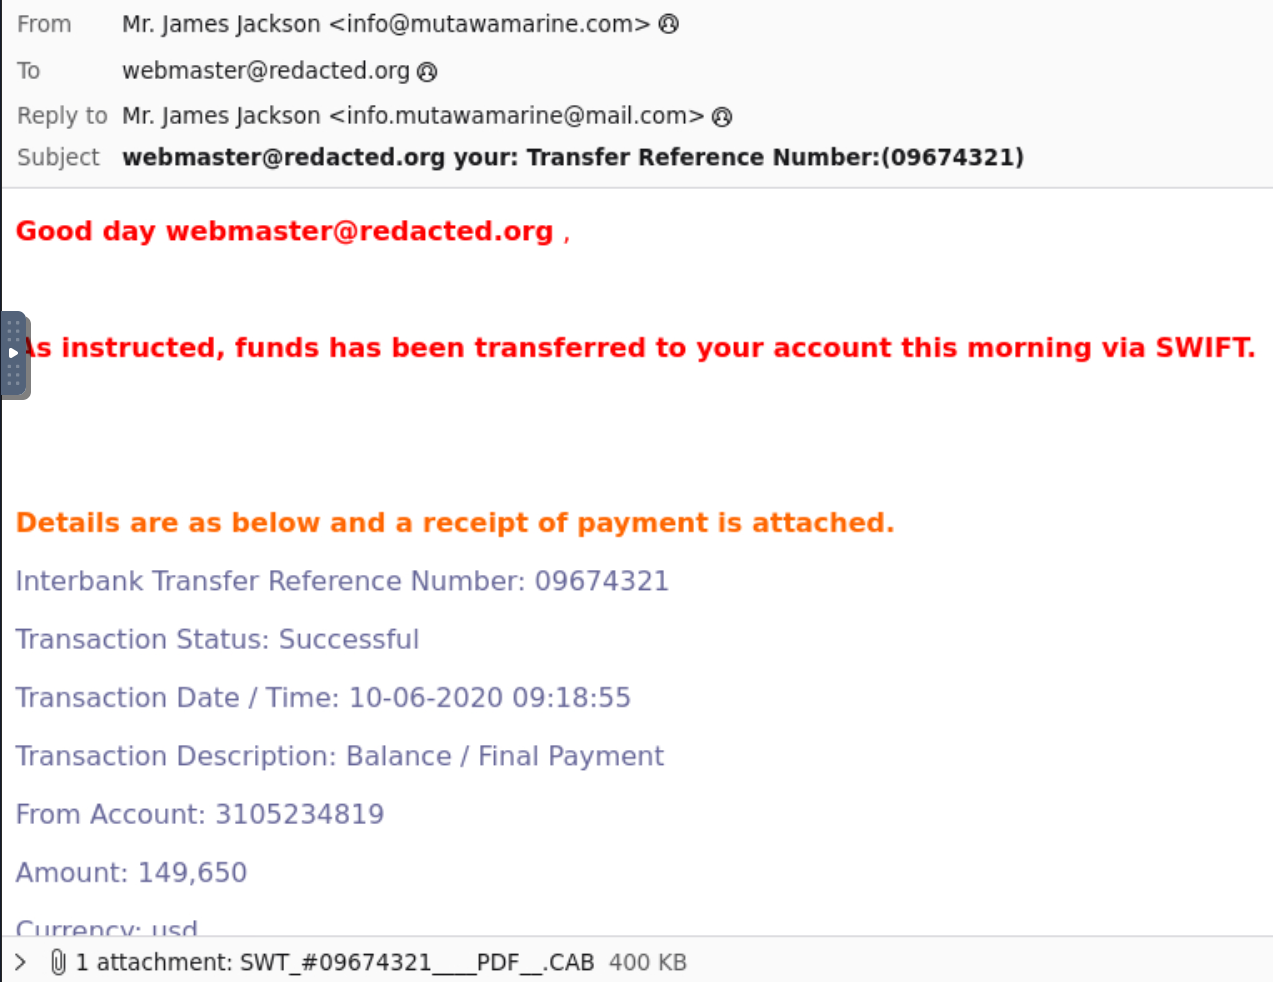 From Mr. James Jackson <info@mutawamarine.com>
To webmaster@redacted.org
Reply to Mr. James Jackson <info.mutawamarine@mail.com>
Subject webmaster@redacted.org your: Transfer Reference Number:(09674321)
Good day webmaster@redacted.org ,
As instructed, funds has been transferred to your account this morning via SWIFT.
Details are as below and a receipt of payment is attached.
Interbank Transfer Reference Number: 09674321
Transaction Status: Successful
Transaction Date / Time: 10-06-2020 09:18:55
Transaction Description: Balance / Final Payment
From Account: 3105234819
Amount: 149,650
Currency: usd
1 attachment: SWT_#09674321____PDF__.CAB 400 KB